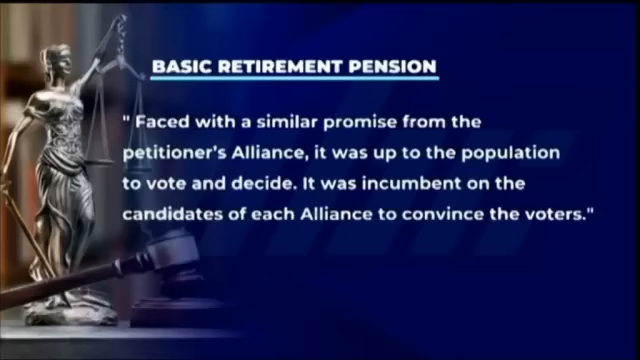 BASIC RETIREMENT PENSION
" Faced with a similar promise from the
petitioner's Alliance, it was up to the population
to vote and decide. It was incumbent on the
candidates of each Alliance to convince the voters."